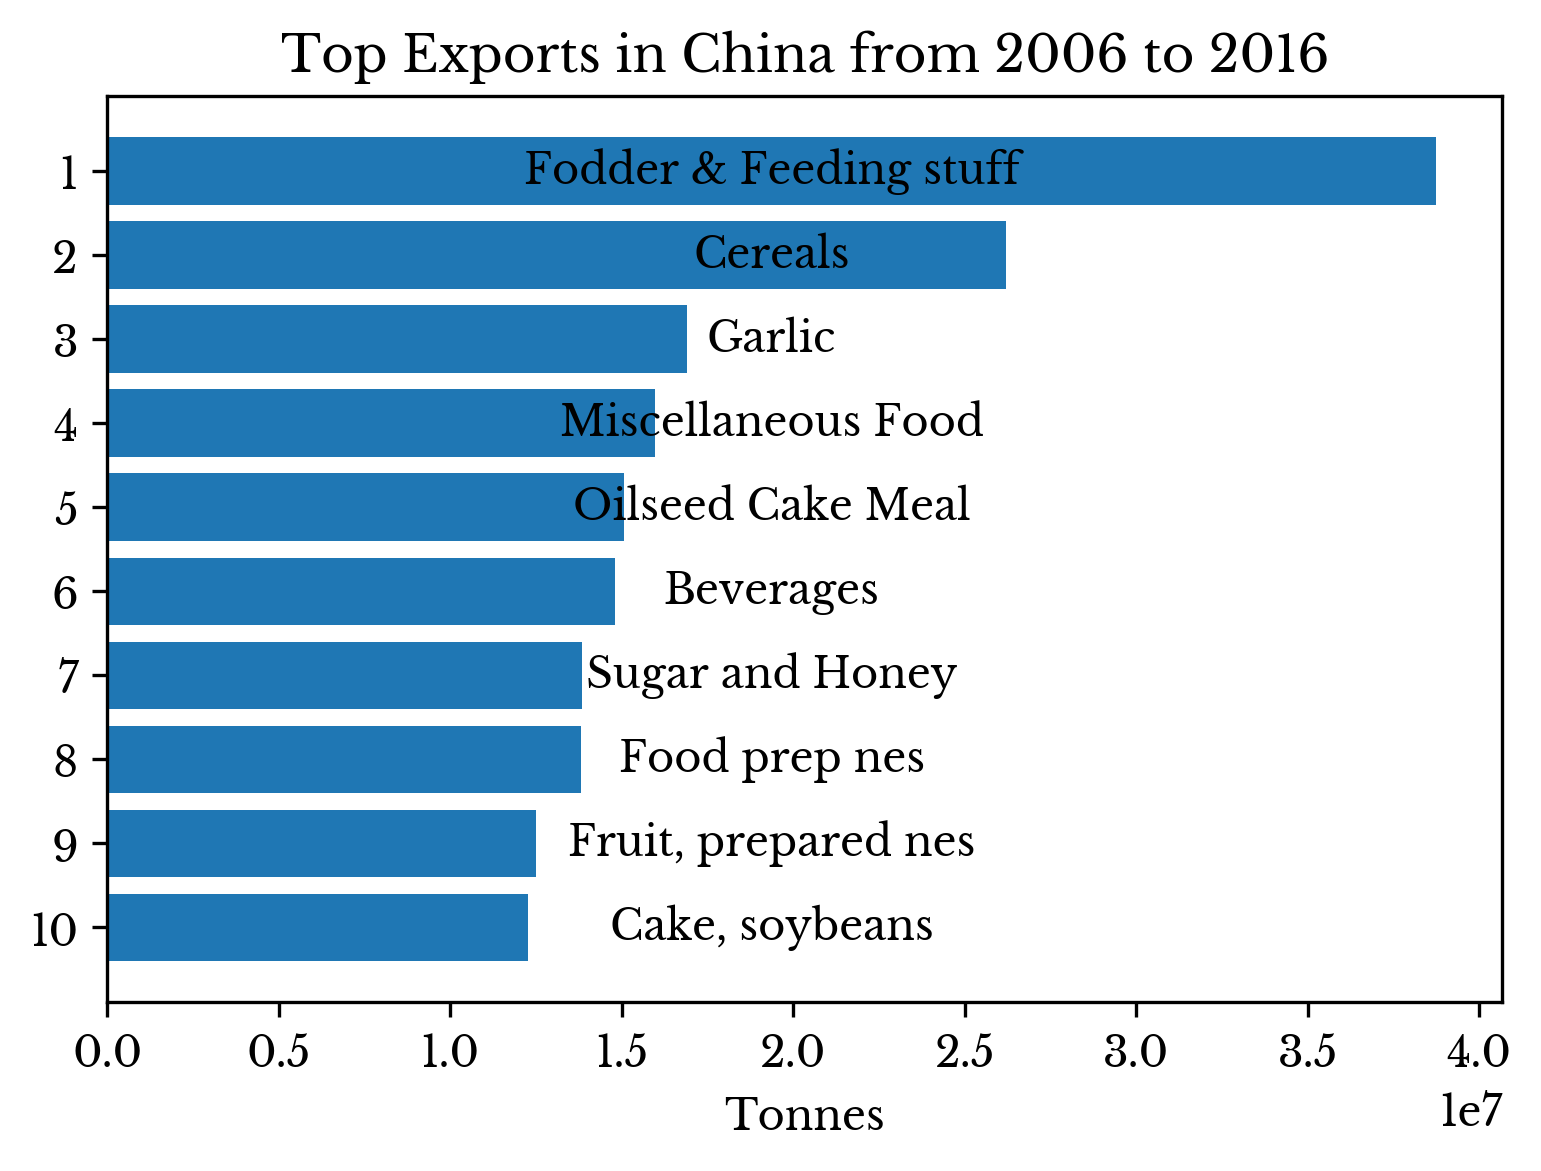 Top Exports in China from 2006 to 2016
1 Fodder & Feeding stuff
2 Cereals
3 Garlic
4 Miscellaneous Food
5 Oilseed Cake Meal
6 Beverages
7 Sugar and Honey
8 Food prep nes
9 Fruit, prepared nes
10 Cake, soybeans
0.0 0.5 1.0 1.5 2.0 2.5 3.0 3.5 4.0
1e7
Tonnes